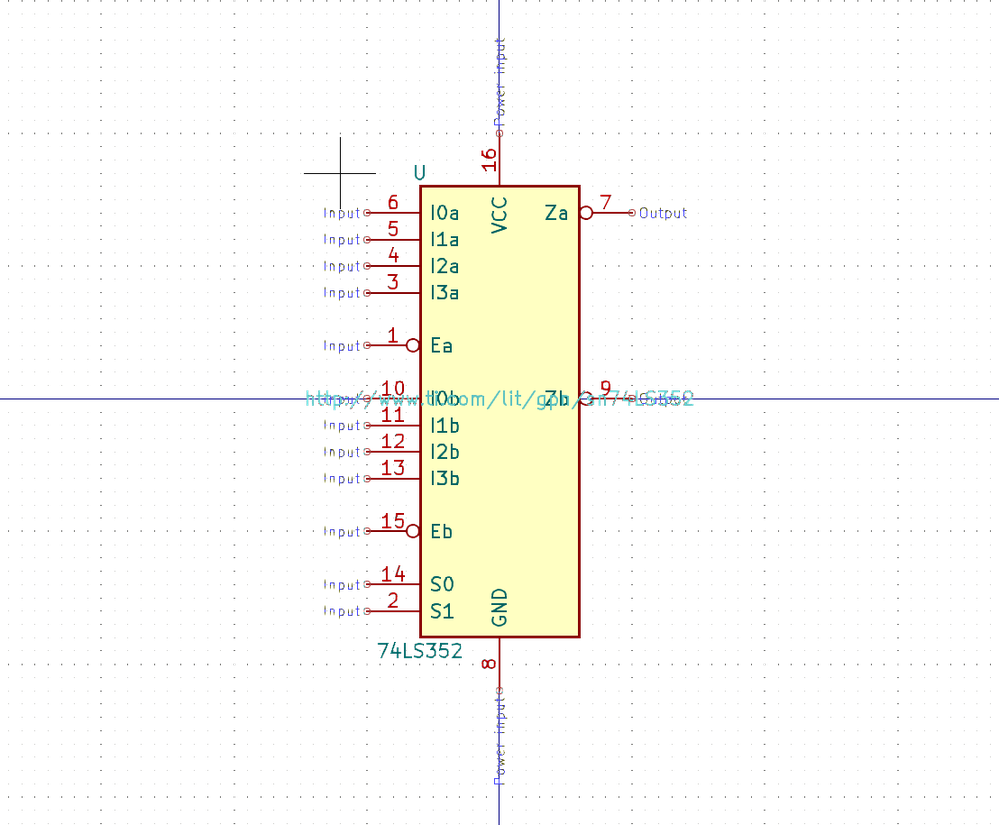 Power input
16
U
6 7
Input I0a VCC Za Output
5
Input I1a
4
Input I2a
3
Input I3a
1
Input Ea
10 9
Input I0b Zb Output
http://www.ti.com/lit/gpn/sn74LS352
11
Input I1b
12
Input I2b
13
Input I3b
15
Input Eb
14
Input S0
2
Input S1 GND
74LS352
8
Power input